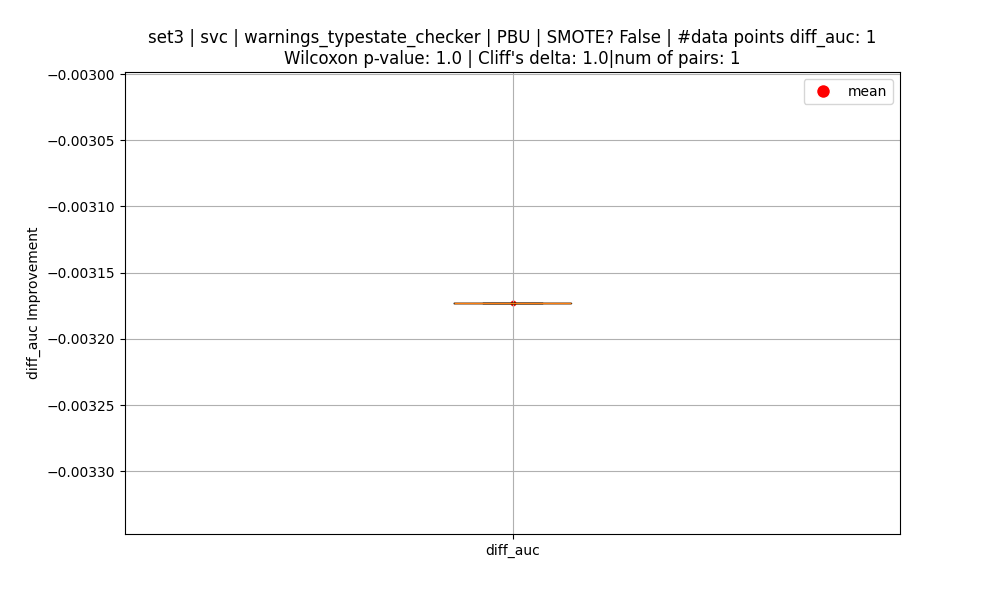 set3 | svc | warnings_typestate_checker | PBU | SMOTE? False | #data points diff_auc: 1
Wilcoxon p-value: 1.0 | Cliff's delta: 1.0|num of pairs: 1
mean
−0.00300
−0.00305
−0.00310
−0.00315
−0.00320
−0.00325
−0.00330
diff_auc Improvement
diff_auc